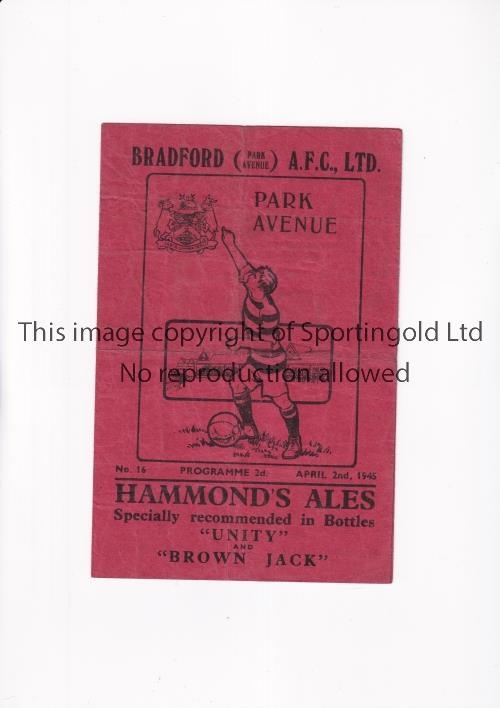 BRADFORD (PARK AVENUE) A.F.C., LTD.
PARK
AVENUE
This image copyright of Sportingold Ltd
No reproduction allowed
No. 16 PROGRAMME 2d. APRIL 2nd, 1945
HAMMOND'S ALES
Specially recommended in Bottles
"UNITY"
AND
"BROWN JACK"